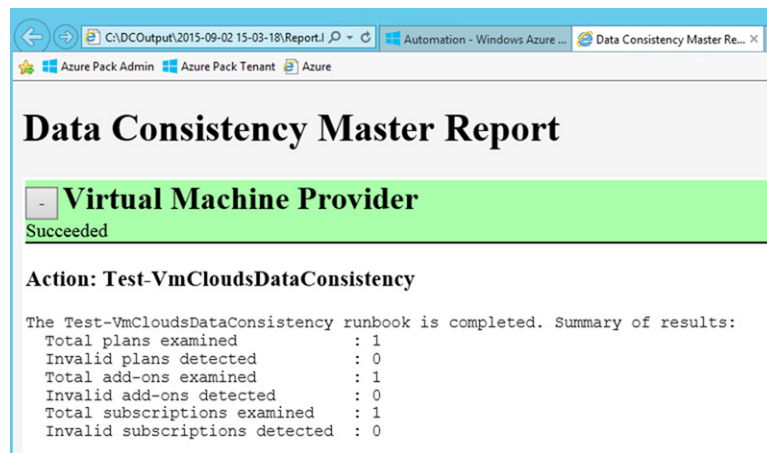 C:\DCOutput\2015-09-02 15-03-18\Report.l
Automation - Windows Azure ...
Data Consistency Master Re...
Azure Pack Admin
Azure Pack Tenant
Azure
Data Consistency Master Report
- Virtual Machine Provider
Succeeded
Action: Test-VmCloudsDataConsistency
The Test-VmCloudsDataConsistency runbook is completed. Summary of results:
Total plans examined : 1
Invalid plans detected : 0
Total add-ons examined : 1
Invalid add-ons detected : 0
Total subscriptions examined : 1
Invalid subscriptions detected : 0